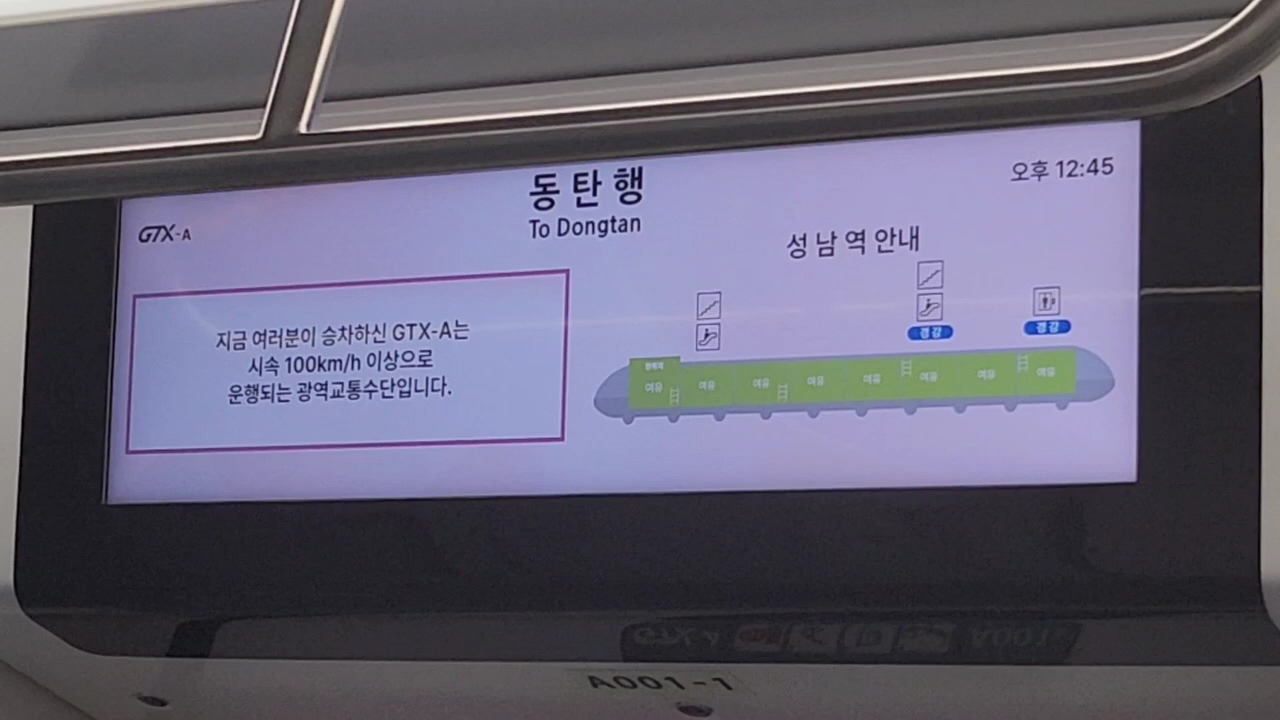 동탄행
To Dongtan
오후 12:45
GTX-A
지금 여러분이 승차하신 GTX-A는
시속 100km/h 이상으로
운행되는 광역교통수단입니다.
성남역 안내
경강 경강
여유 여유 여유 여유 여유 여유 여유 여유
A001-1